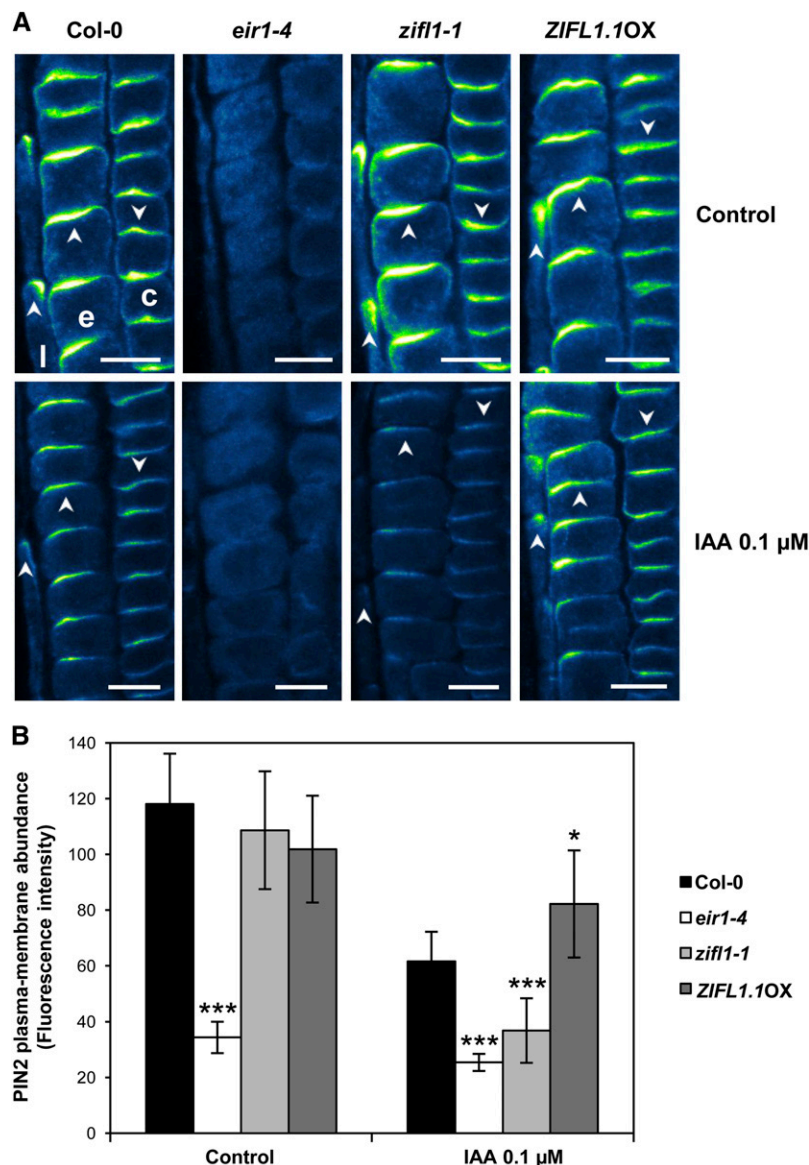 A
Col-0 eir1-4 zifl1-1 ZIFL1.1OX
Control
l e c
IAA 0.1 µM
B
PIN2 plasma-membrane abundance
(Fluorescence intensity)
140
120
100
80
60
40
20
0
***
***
***
*
Control IAA 0.1 µM
Col-0
eir1-4
zifl1-1
ZIFL1.1OX